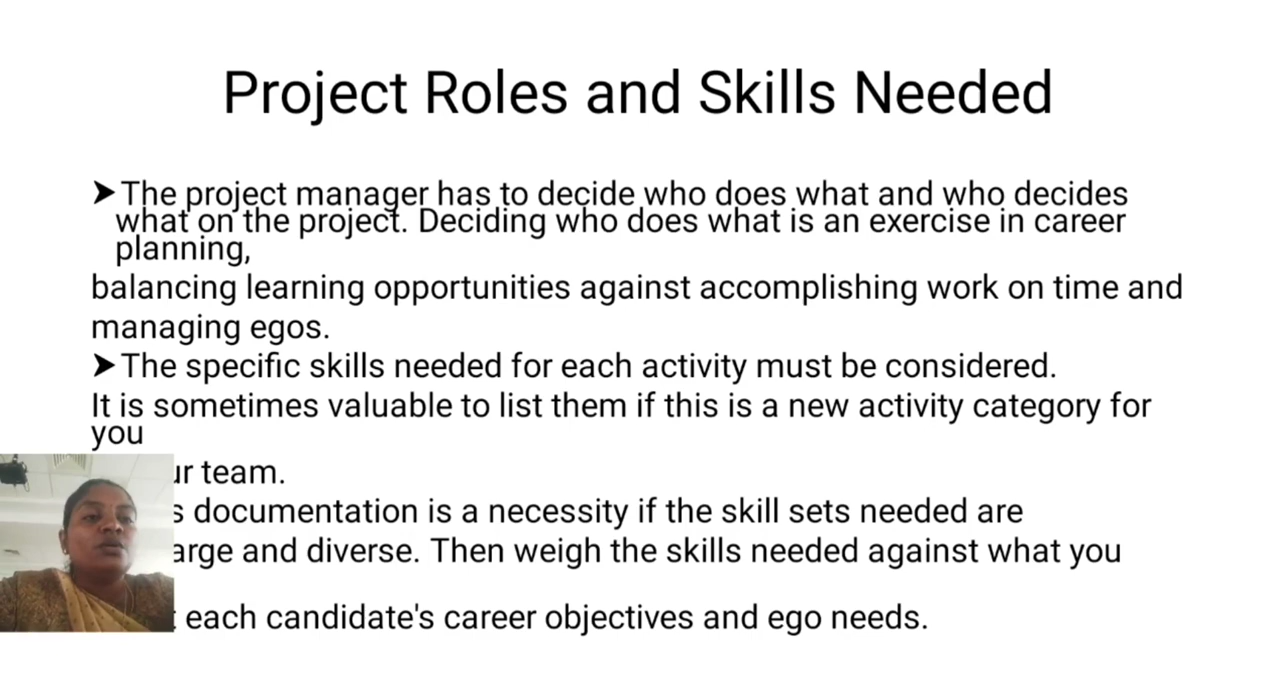 Project Roles and Skills Needed
➤The project manager has to decide who does what and who decides
what on the project. Deciding who does what is an exercise in career
planning,
balancing learning opportunities against accomplishing work on time and
managing egos.
➤The specific skills needed for each activity must be considered.
It is sometimes valuable to list them if this is a new activity category for
you
team.
documentation is a necessity if the skill sets needed are
and diverse. Then weigh the skills needed against what you
each candidate's career objectives and ego needs.